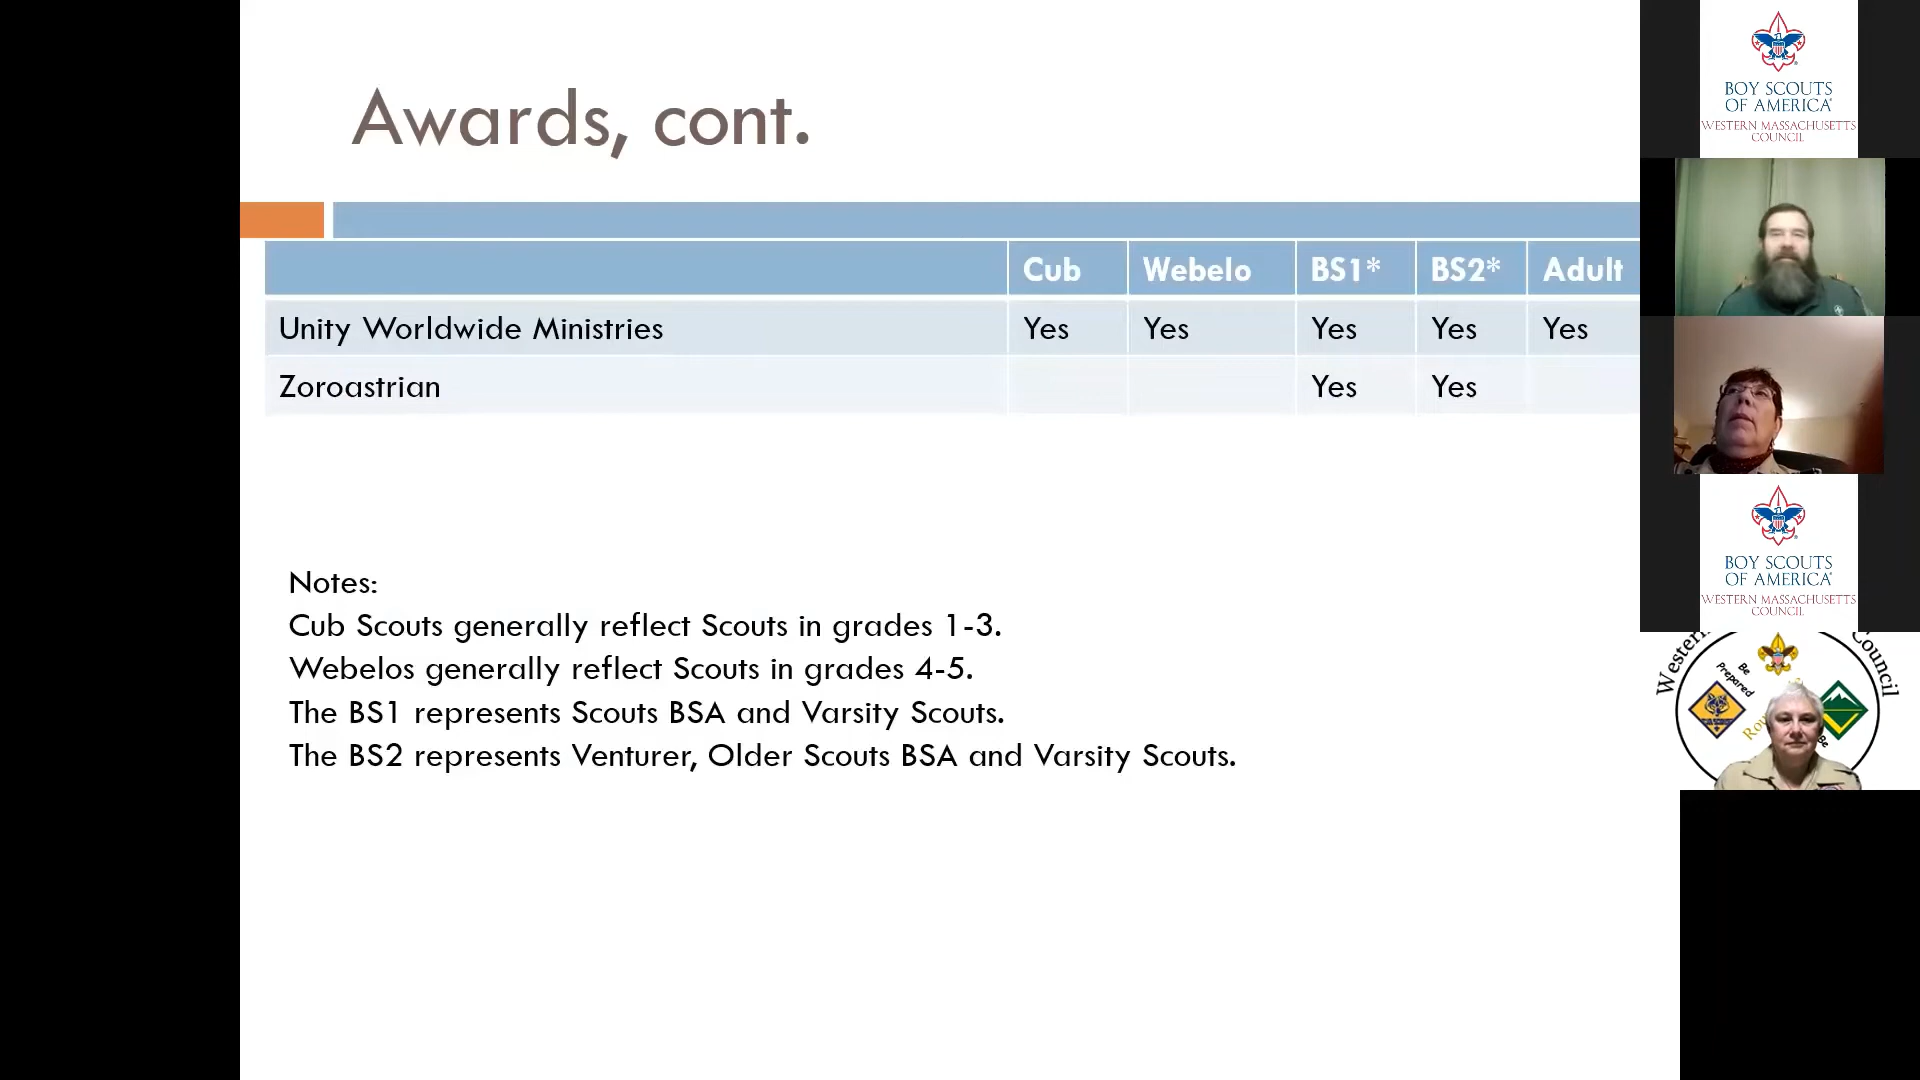 Awards, cont.
Cub Webelo BS1* BS2* Adult
Unity Worldwide Ministries Yes Yes Yes Yes Yes
Zoroastrian Yes Yes
Notes:
Cub Scouts generally reflect Scouts in grades 1-3.
Webelos generally reflect Scouts in grades 4-5.
The BS1 represents Scouts BSA and Varsity Scouts.
The BS2 represents Venturer, Older Scouts BSA and Varsity Scouts.
BOY SCOUTS
OF AMERICA®
WESTERN MASSACHUSETTS
COUNCIL
BOY SCOUTS
OF AMERICA®
WESTERN MASSACHUSETTS
COUNCIL
Western
Council
Be
Prepared
Be